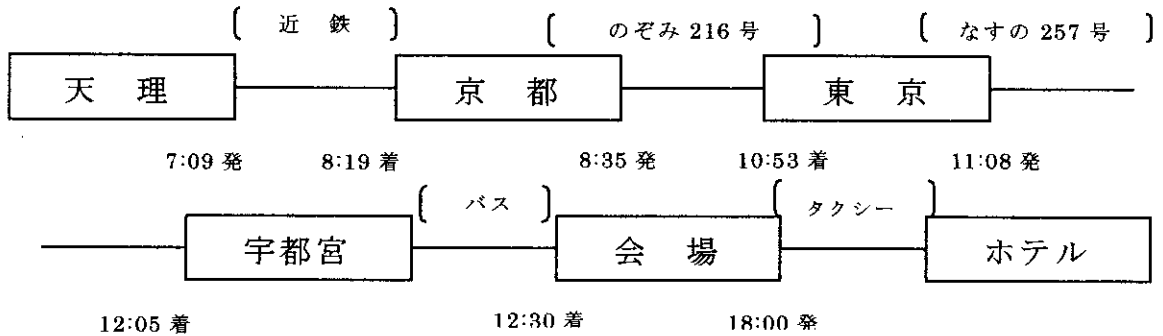 近鉄 のぞみ 216 号 なすの 257 号
天理 京都 東京
7:09 発 8:19 着 8:35 発 10:53 着 11:08 発
バス タクシー
宇都宮 会場 ホテル
12:05 着 12:30 着 18:00 発